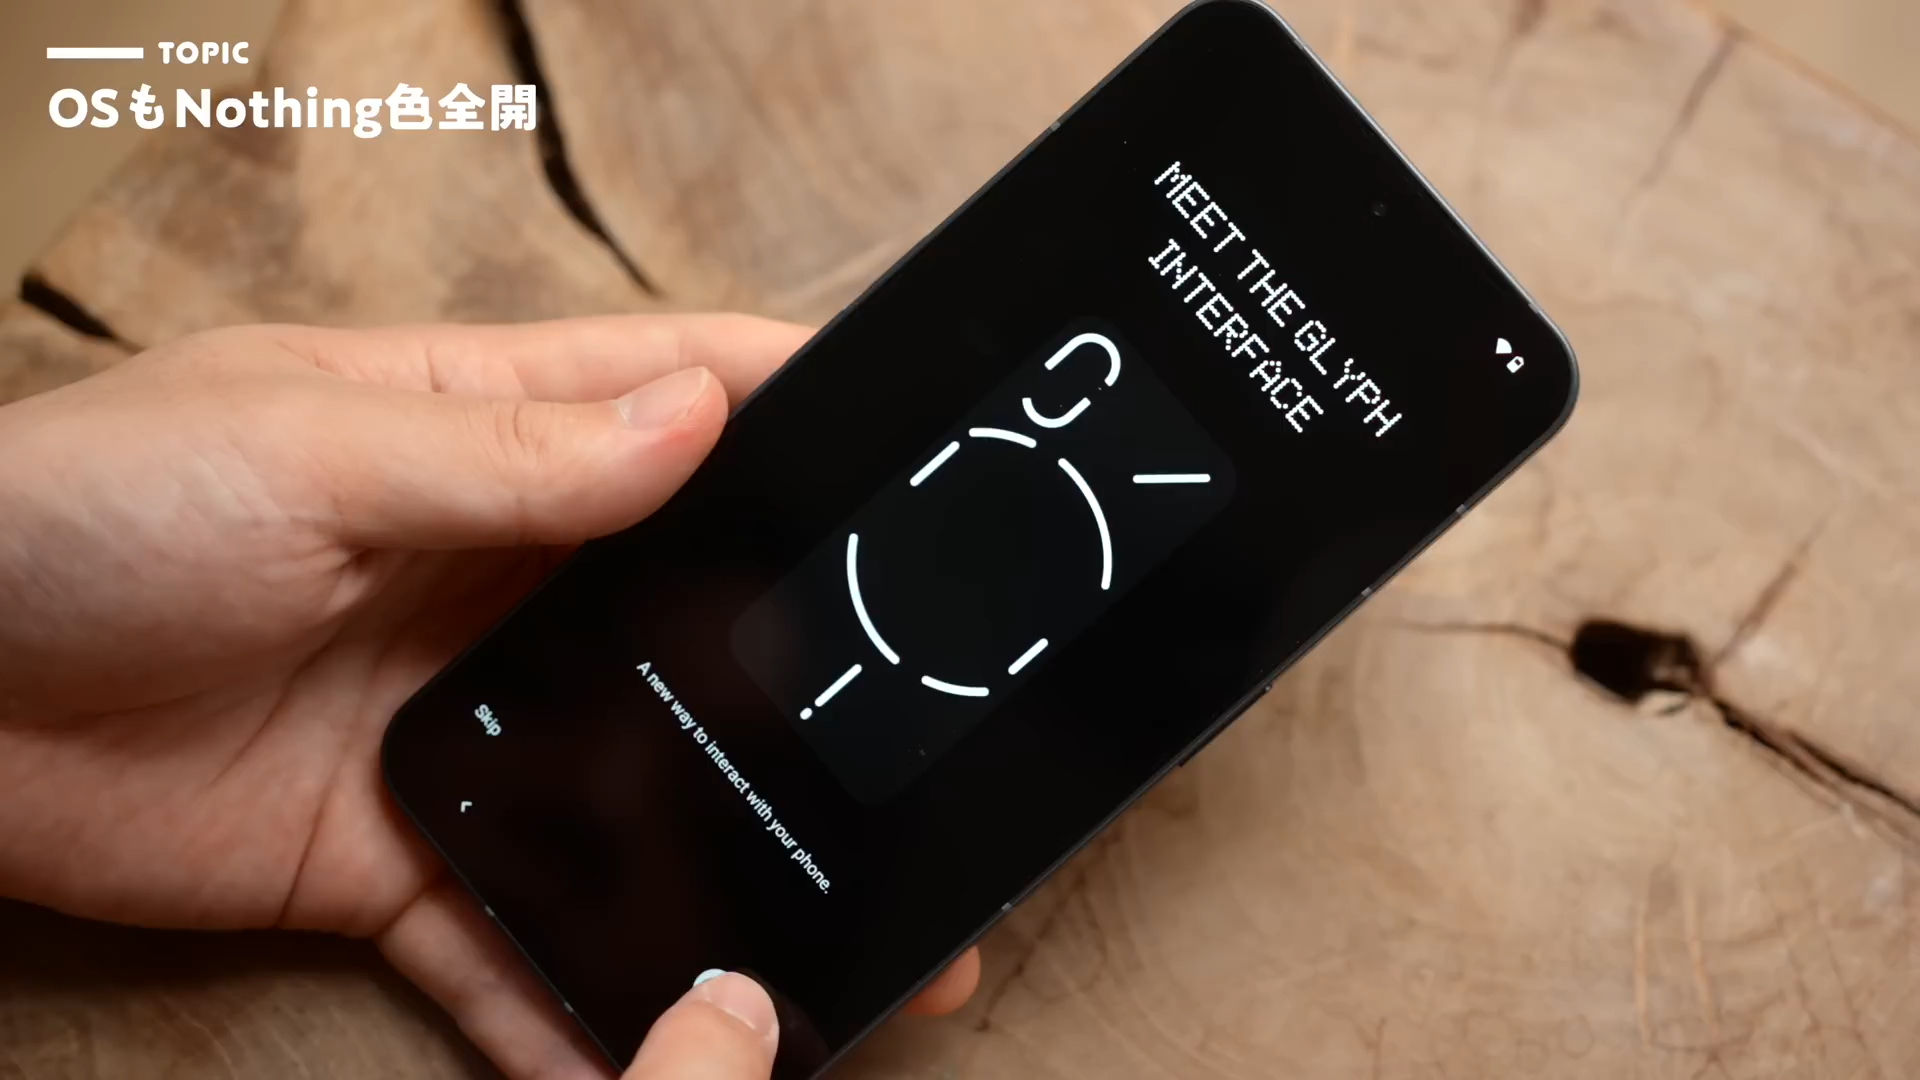 TOPIC
OSもNothing色全開
MEET THE GLYPH
INTERFACE
A new way to interact with your phone.
Skip